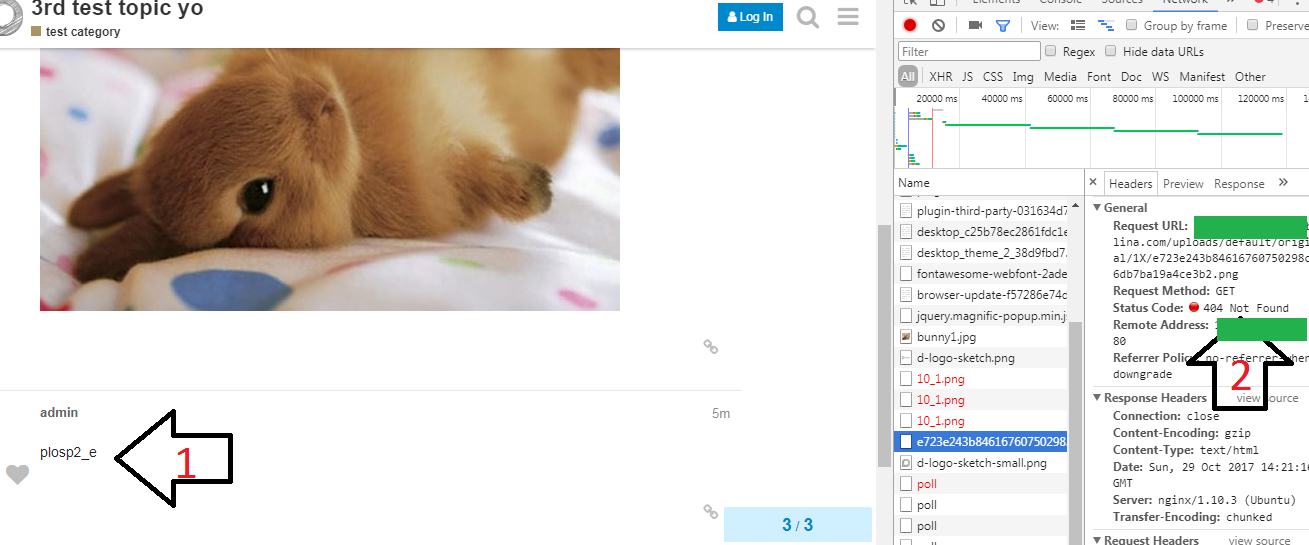 3rd test topic yo
test category
Log In
admin
5m
plosp2_e
1
3 / 3
Elements Console Sources Network
View: Group by frame Preserve
Filter Regex Hide data URLs
All XHR JS CSS Img Media Font Doc WS Manifest Other
20000 ms 40000 ms 60000 ms 80000 ms 100000 ms 120000 ms
Name
plugin-third-party-031634d7
desktop_c25b78ec2861fdc1e
desktop_theme_2_38d9fbd7
fontawesome-webfont-2ade
browser-update-f57286e74d
jquery.magnific-popup.min.js
bunny1.jpg
d-logo-sketch.png
10_1.png
10_1.png
10_1.png
e723e243b84616760750298
d-logo-sketch-small.png
poll
poll
poll
Headers Preview Response
General
Request URL:
lina.com/uploads/default/origi
al/1X/e723e243b84616760750298c
6db7ba19a4ce3b2.png
Request Method: GET
Status Code: 404 Not Found
Remote Address:
80
Referrer Policy: no-referrer-when
downgrade
2
Response Headers view source
Connection: close
Content-Encoding: gzip
Content-Type: text/html
Date: Sun, 29 Oct 2017 14:21:16
GMT
Server: nginx/1.10.3 (Ubuntu)
Transfer-Encoding: chunked
Request Headers view source